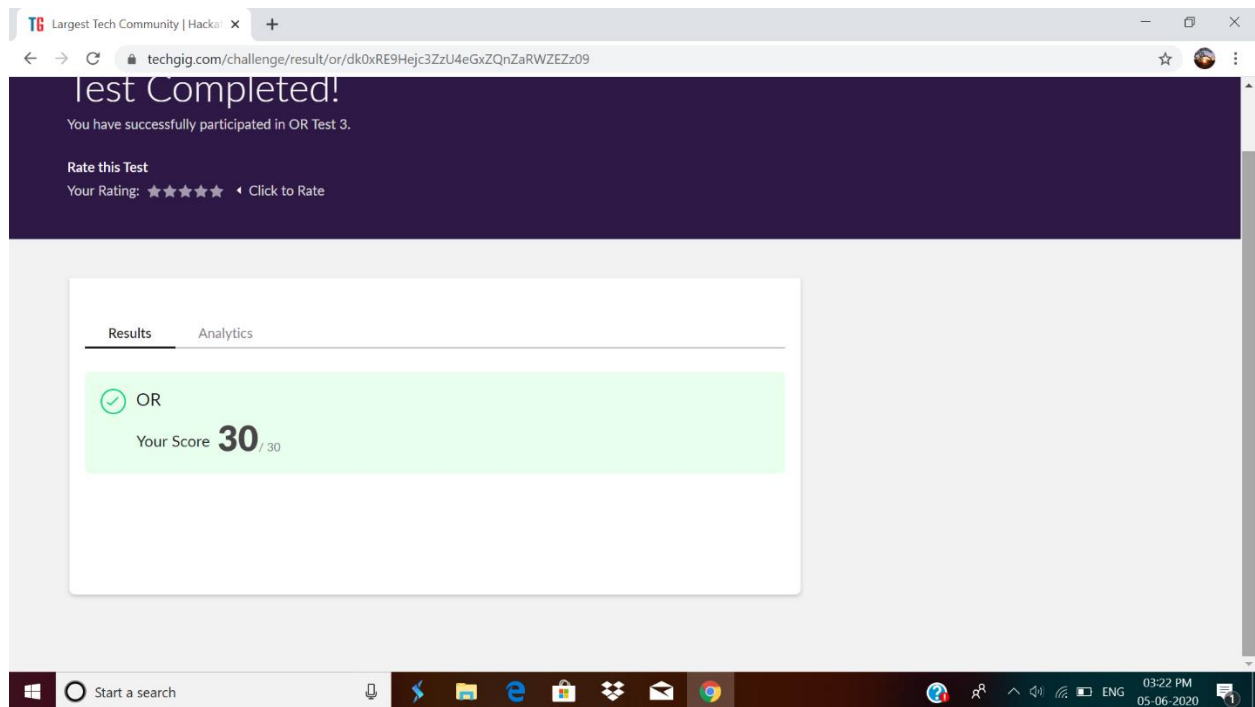 TG Largest Tech Community | Hacka
techgig.com/challenge/result/or/dk0xRE9Hejc3ZzU4eGxZQnZaRWZEZz09
Test Completed!
You have successfully participated in OR Test 3.
Rate this Test
Your Rating: Click to Rate
Results Analytics
OR
Your Score 30 / 30
Start a search
ENG
03:22 PM
05-06-2020
1